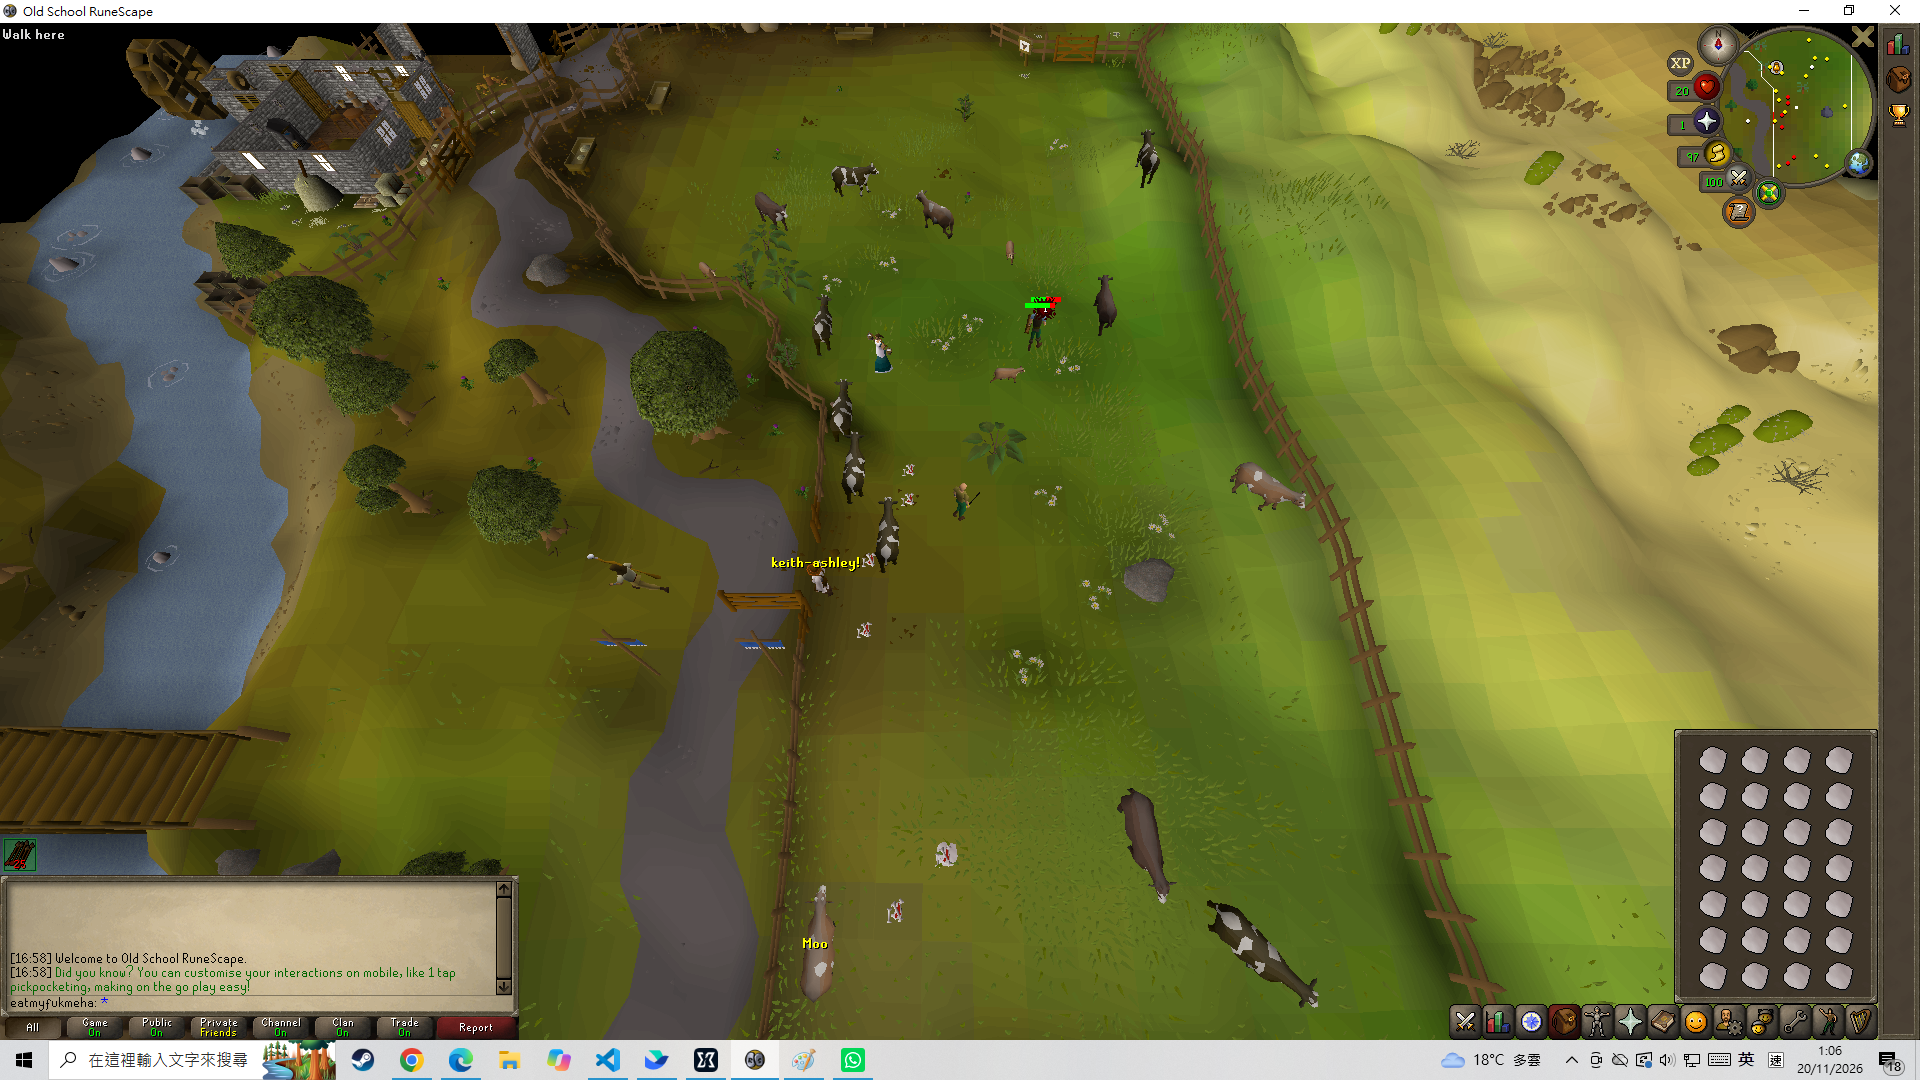 Old School RuneScape
Walk here
N
XP
20
1
97
100
keith-ashley!
Moo
25
[16:58] Welcome to Old School RuneScape.
[16:58] Did you know? You can customise your interactions on mobile, like 1 tap
pickpocketing, making on the go play easy!
eatmyfukmeha: *
All
Game
On
Public
On
Private
Friends
Channel
On
Clan
On
Trade
On
Report
在這裡輸入文字來搜尋
18°C 多雲
英
速
1:06
20/11/2026
18